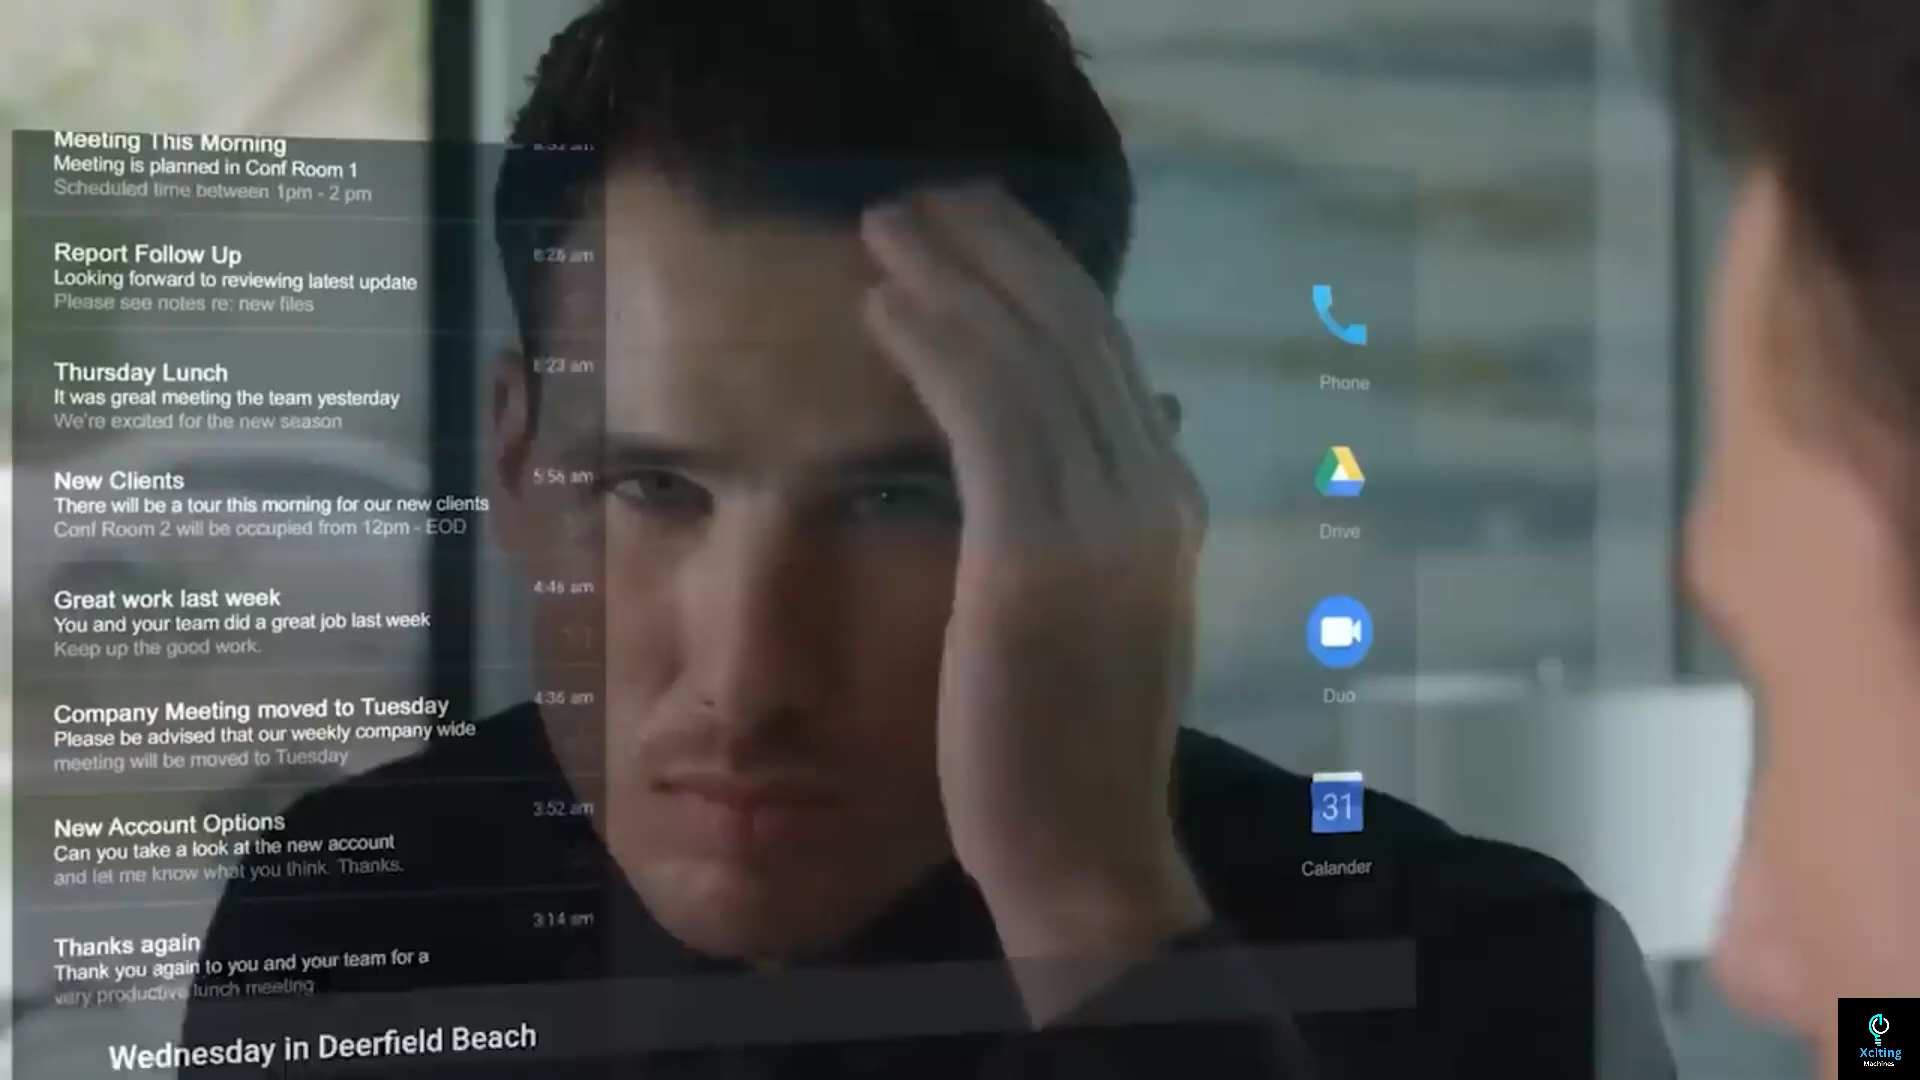 Meeting This Morning
Meeting is planned in Conf Room 1
Scheduled time between 1pm - 2 pm
Report Follow Up
8:26 am
Looking forward to reviewing latest update
Please see notes re: new files
Thursday Lunch
8:23 am
It was great meeting the team yesterday
We're excited for the new season
New Clients
5:56 am
There will be a tour this morning for our new clients
Conf Room 2 will be occupied from 12pm - EOD
Great work last week
4:46 am
You and your team did a great job last week
Keep up the good work.
Company Meeting moved to Tuesday
4:36 am
Please be advised that our weekly company wide
meeting will be moved to Tuesday
New Account Options
3:52 am
Can you take a look at the new account
and let me know what you think. Thanks.
Thanks again
3:14 am
Thank you again to you and your team for a
very productive lunch meeting
Wednesday in Deerfield Beach
Phone
Drive
Duo
31
Calander
Xciting
Machines